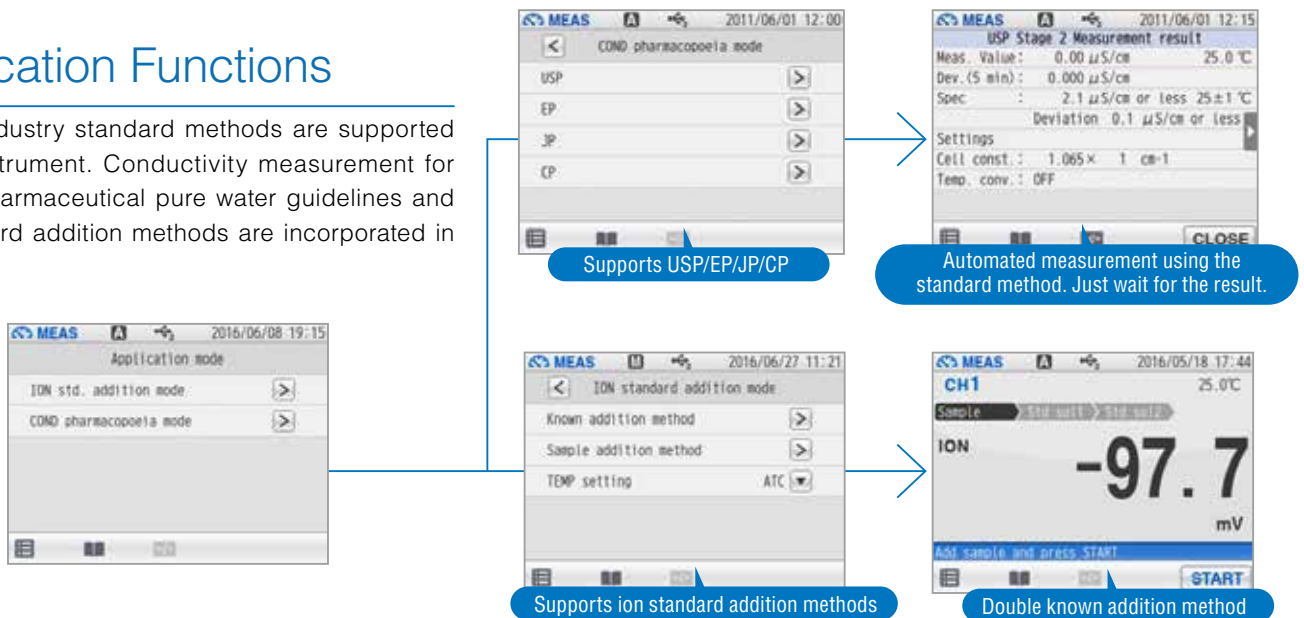 cation Functions
dustry standard methods are supported
strument. Conductivity measurement for
armaceutical pure water guidelines and
rd addition methods are incorporated in
MEAS A 2016/06/08 19:15
Application mode
ION std. addition mode >
COND pharmacopoeia mode >
MEAS A 2011/06/01 12:00
< COND pharmacopoeia mode
USP >
EP >
JP >
CP >
Supports USP/EP/JP/CP
MEAS A 2011/06/01 12:15
USP Stage 2 Measurement result
Meas. Value: 0.00 μS/cm 25.0 ℃
Dev.(5 min): 0.000 μS/cm
Spec : 2.1 μS/cm or less 25±1 ℃
Deviation 0.1 μS/cm or less
Settings
Cell const.: 1.065× 1 cm-1
Temp. conv.: OFF
CLOSE
Automated measurement using the
standard method. Just wait for the result.
MEAS M 2016/06/27 11:21
< ION standard addition mode
Known addition method >
Sample addition method >
TEMP setting ATC
Supports ion standard addition methods
MEAS A 2016/05/18 17:44
CH1 25.0℃
Sample Std sol1 Std sol2
ION -97.7
mV
Add sample and press START
START
Double known addition method